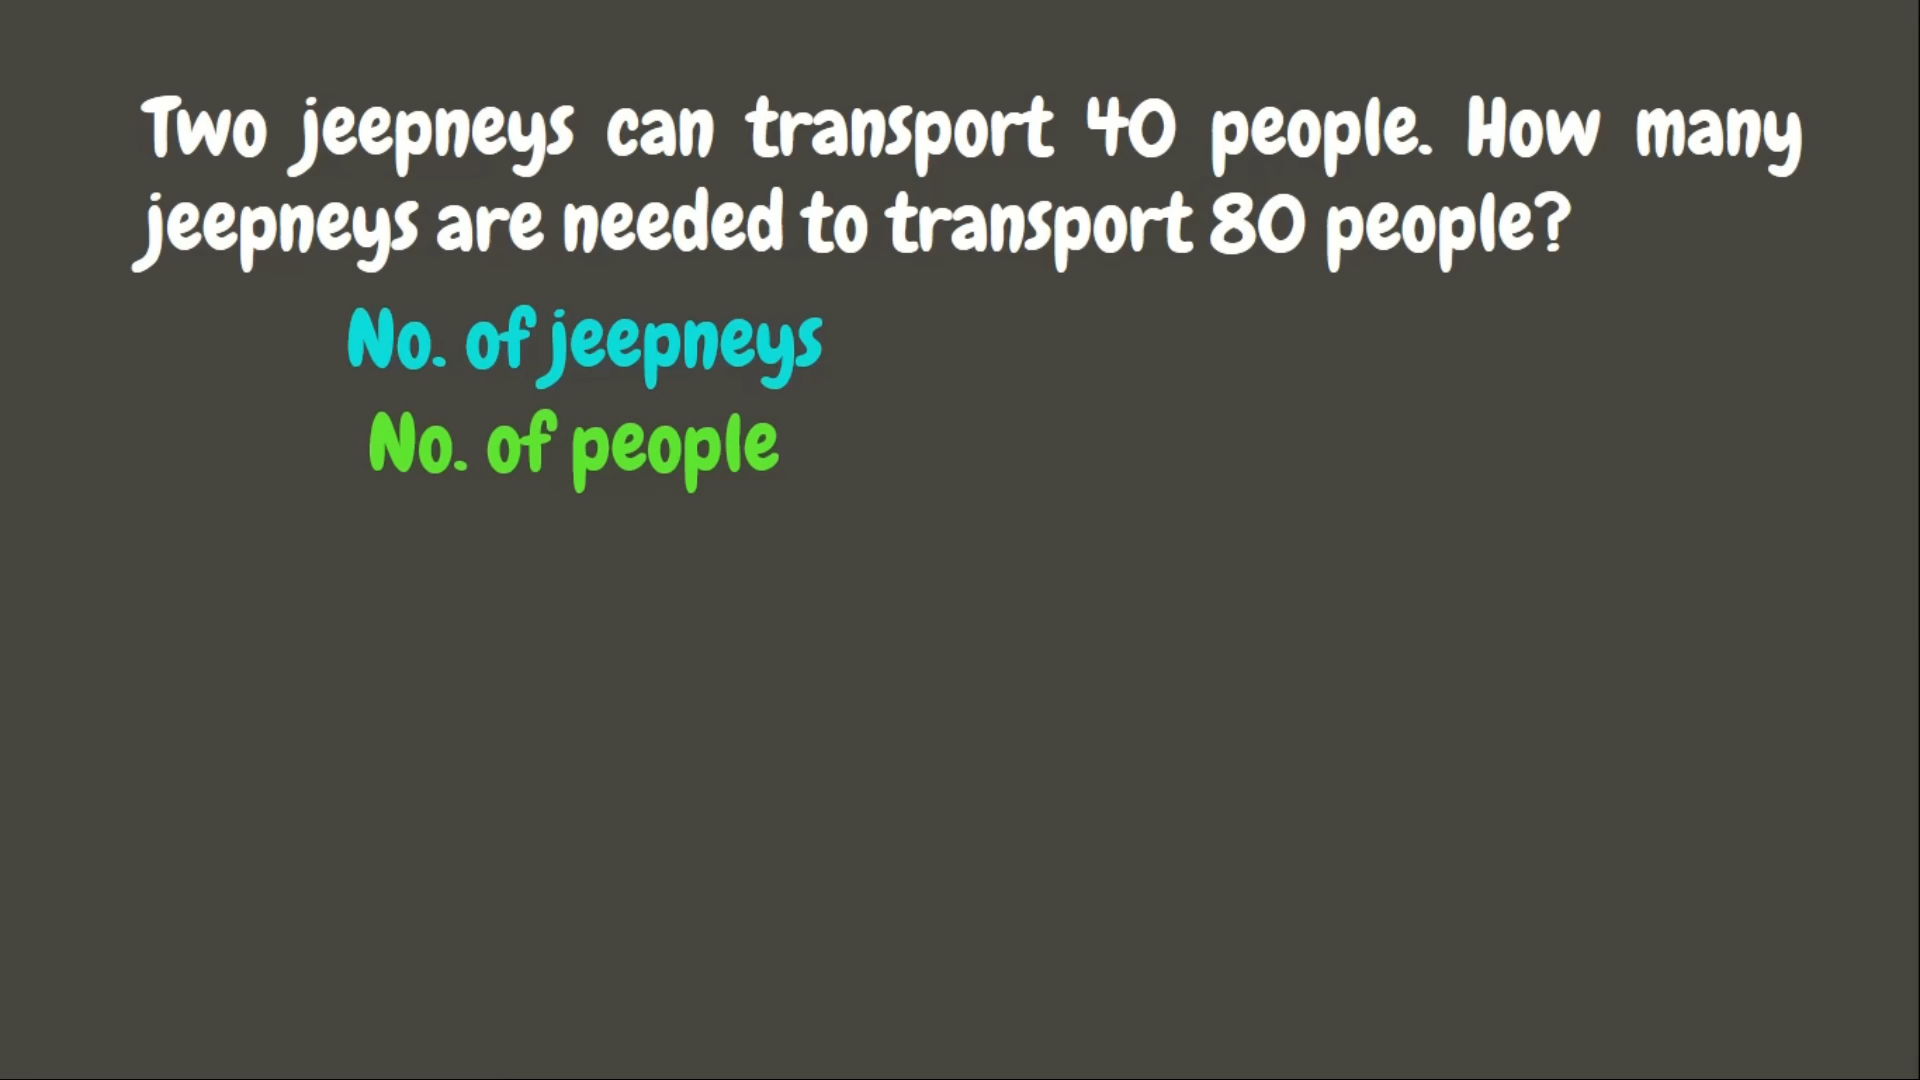 Two jeepneys can transport 40 people. How many
jeepneys are needed to transport 80 people?
No. of jeepneys
No. of people